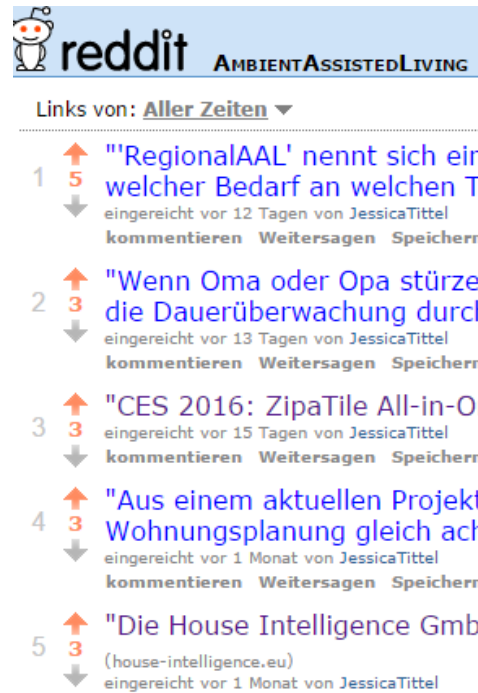 reddit AMBIENTASSISTEDLIVING
Links von: Aller Zeiten
1
5
"'RegionalAAL' nennt sich ein
welcher Bedarf an welchen T
eingereicht vor 12 Tagen von JessicaTittel
kommentieren Weitersagen Speichern
2
3
"Wenn Oma oder Opa stürze
die Dauerüberwachung durch
eingereicht vor 13 Tagen von JessicaTittel
kommentieren Weitersagen Speichern
3
3
"CES 2016: ZipaTile All-in-O
eingereicht vor 15 Tagen von JessicaTittel
kommentieren Weitersagen Speichern
4
3
"Aus einem aktuellen Projekt
Wohnungsplanung gleich ach
eingereicht vor 1 Monat von JessicaTittel
kommentieren Weitersagen Speichern
5
3
"Die House Intelligence Gmb
(house-intelligence.eu)
eingereicht vor 1 Monat von JessicaTittel